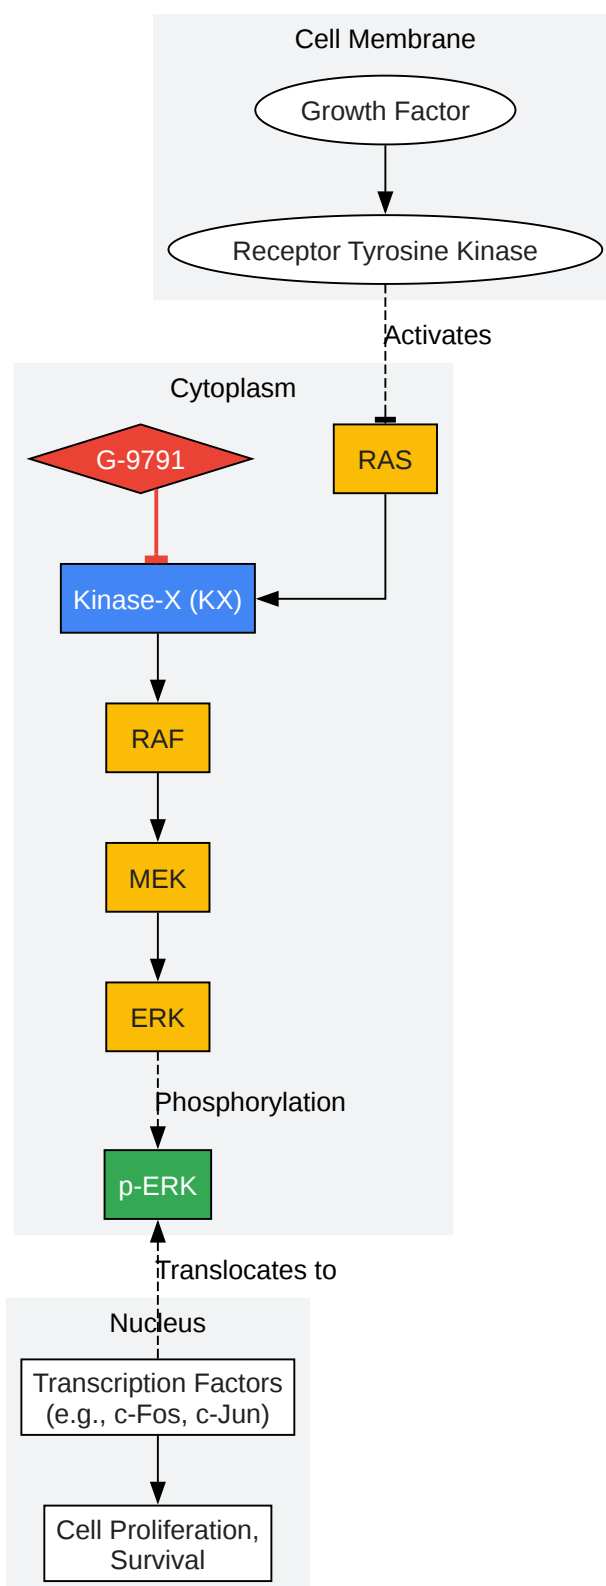 Cell Membrane
Growth Factor
Receptor Tyrosine Kinase
Activates
Cytoplasm
G-9791
RAS
Kinase-X (KX)
RAF
MEK
ERK
Phosphorylation
p-ERK
Translocates to
Nucleus
Transcription Factors
(e.g., c-Fos, c-Jun)
Cell Proliferation,
Survival